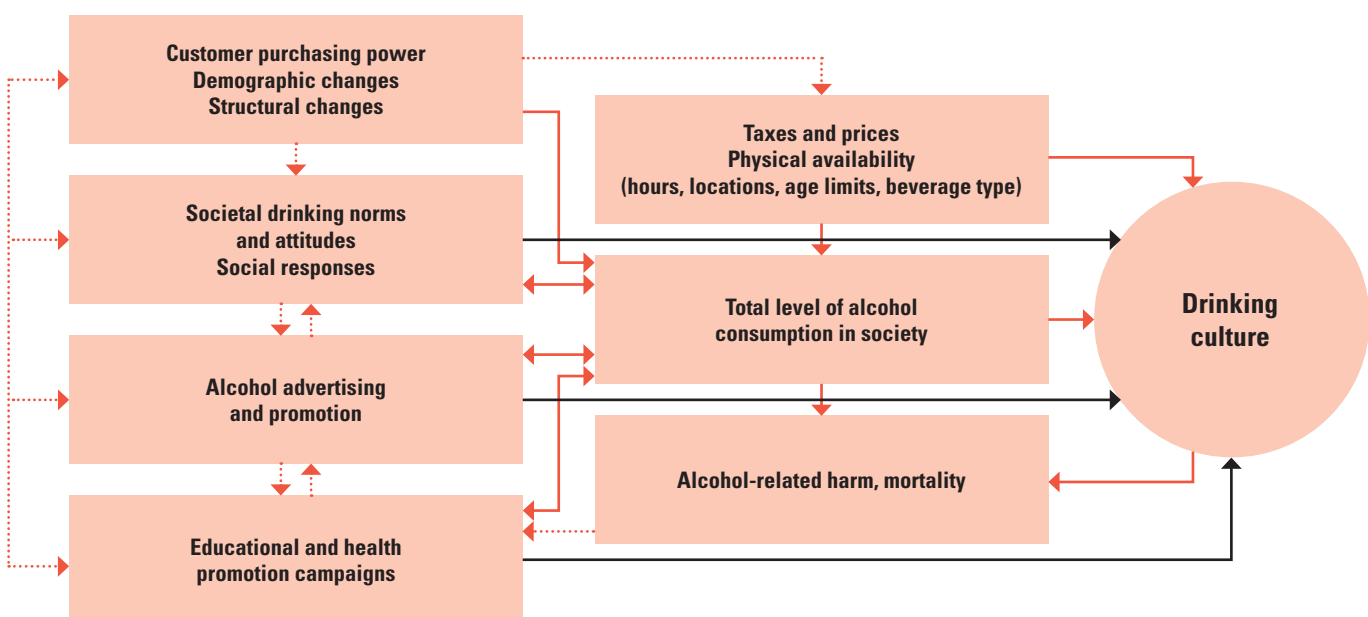 Customer purchasing power
Demographic changes
Structural changes
Taxes and prices
Physical availability
(hours, locations, age limits, beverage type)
Societal drinking norms
and attitudes
Social responses
Total level of alcohol
consumption in society
Drinking
culture
Alcohol advertising
and promotion
Alcohol-related harm, mortality
Educational and health
promotion campaigns